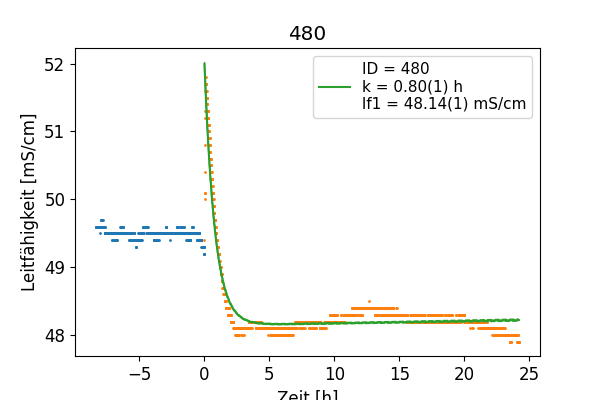 480
ID = 480
k = 0.80(1) h
lf1 = 48.14(1) mS/cm
Leitfähigkeit [mS/cm]
52
51
50
49
48
−5
0
5
10
15
20
25
Zeit [h]